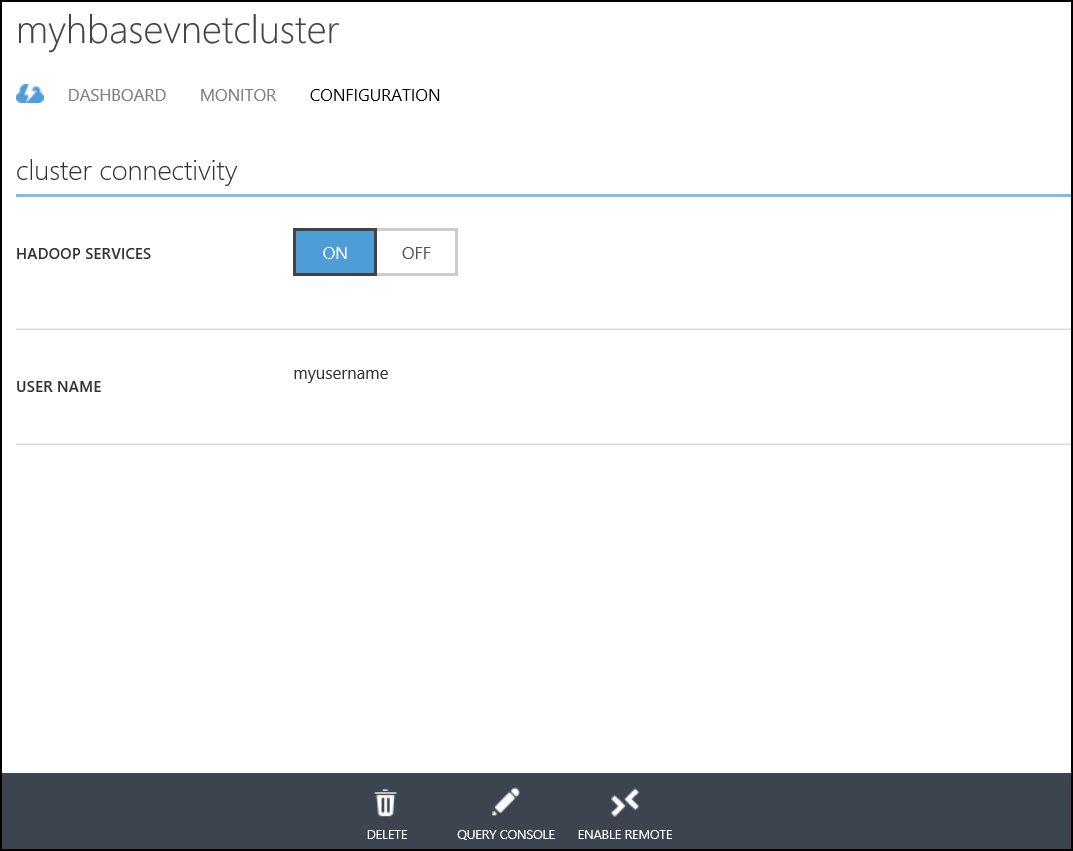 myhbasevnetcluster
DASHBOARD MONITOR CONFIGURATION
cluster connectivity
HADOOP SERVICES ON OFF
myusername
USER NAME
DELETE QUERY CONSOLE ENABLE REMOTE